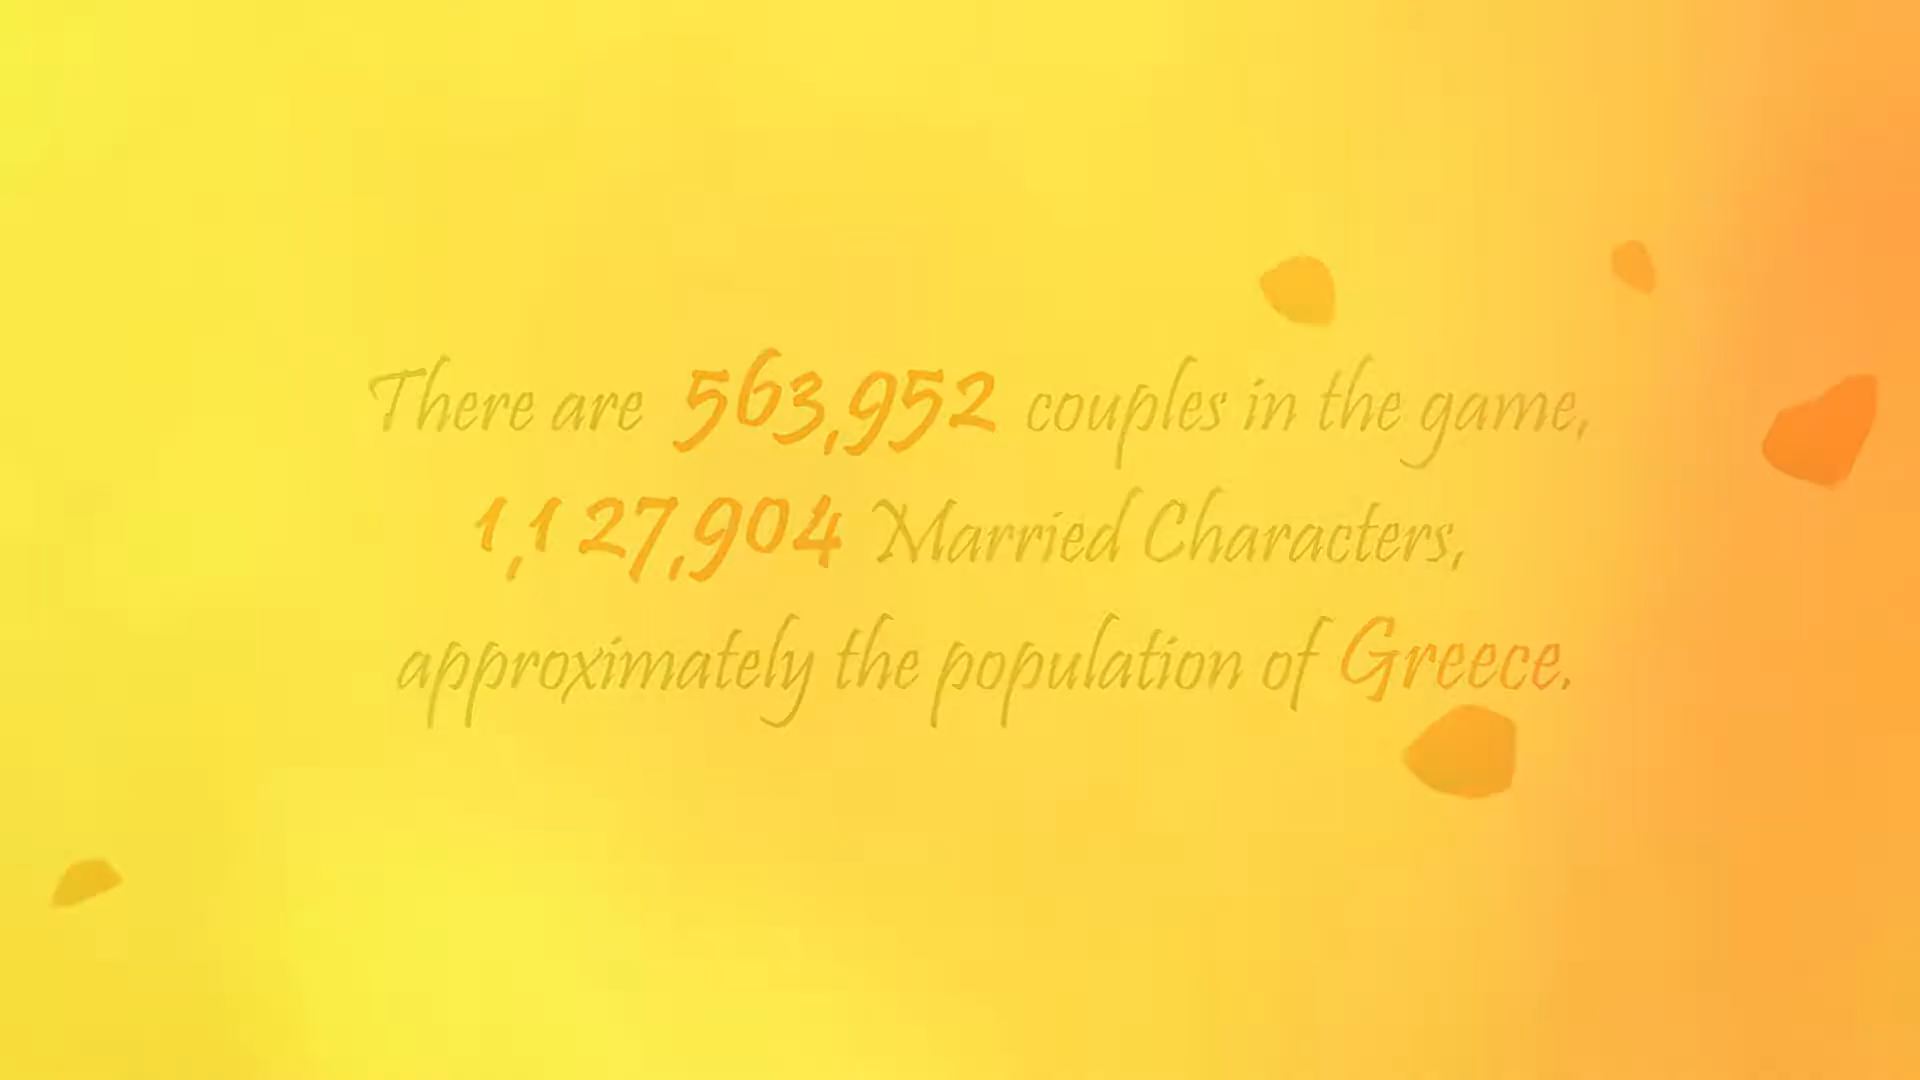 There are 563,952 couples in the game,
1,127,904 Married Characters,
approximately the population of Greece.